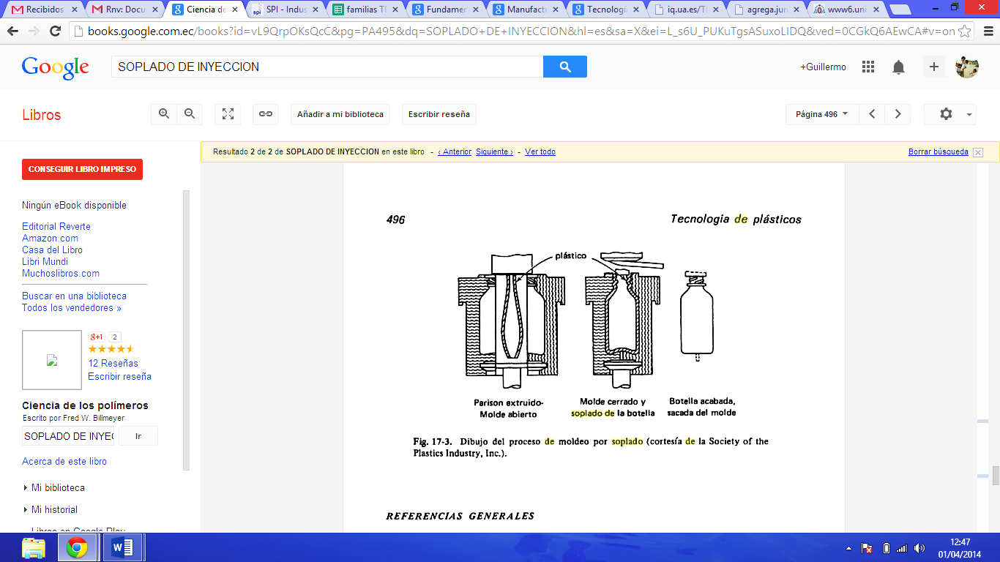 Recibidos
Rnv: Docu
Ciencia de
SPI - Indus
familias TI
Fundamer
Manufactu
Tecnologí
iq.ua.es/Tl
agrega.jun
www6.uni
books.google.com.ec/books?id=vL9QrpOKsQcC&pg=PA495&dq=SOPLADO+DE+INYECCION&hl=es&sa=X&ei=L_s6U_PUKuTgsASuxoLIDQ&ved=0CGkQ6AEwCA#v=on
Google
SOPLADO DE INYECCION
+Guillermo
Libros
Añadir a mi biblioteca
Escribir reseña
Página 496
Resultado 2 de 2 de SOPLADO DE INYECCION en este libro - ‹ Anterior Siguiente › - Ver todo
Borrar búsqueda
CONSEGUIR LIBRO IMPRESO
Ningún eBook disponible
Editorial Reverte
Amazon.com
Casa del Libro
Libri Mundi
Muchoslibros.com
Buscar en una biblioteca
Todos los vendedores »
g+1 2
12 Reseñas
Escribir reseña
Ciencia de los polímeros
Escrito por Fred W. Billmeyer
SOPLADO DE INYEC
Ir
Acerca de este libro
Mi biblioteca
Mi historial
Libros en Google Play
496
Tecnología de plásticos
plástico
Parison extruido-
Molde abierto
Molde cerrado y
soplado de la botella
Botella acabada,
sacada del molde
Fig. 17-3. Dibujo del proceso de moldeo por soplado (cortesía de la Society of the
Plastics Industry, Inc.).
REFERENCIAS GENERALES
12:47
01/04/2014